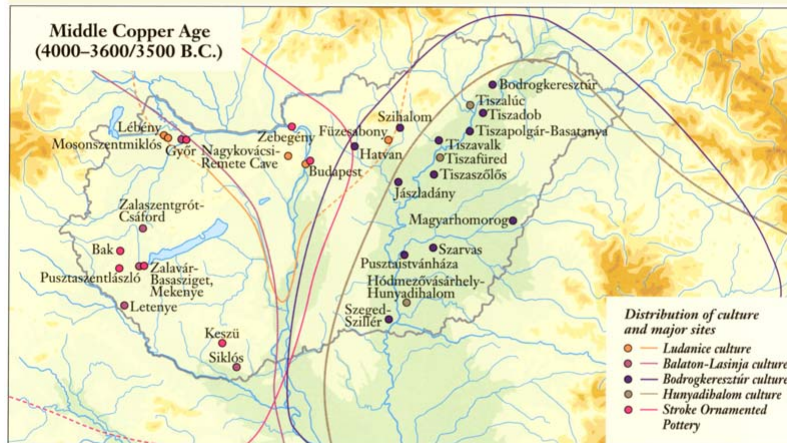 Middle Copper Age
(4000–3600/3500 B.C.)
Bodrogkeresztúr
Tiszalúc
Tiszadob
Szihalom
Tiszapolgár-Basatanya
Lébény
Mosonszentmiklós
Győr
Zebegény
Füzesabony
Nagykovácsi-
Remete Cave
Budapest
Hatvan
Tiszavalk
Tiszafüred
Tiszaszőlős
Jászladány
Zalaszentgrót-
Csáford
Magyarhomorog
Bak
Pusztaszentlászló
Zalavár-
Basasziget,
Mekenye
Szarvas
Pusztaistvánháza
Hódmezővásárhely-
Hunyadihalom
Letenye
Szeged-
Szillér
Keszü
Siklós
Distribution of culture
and major sites
Ludanice culture
Balaton-Lasinja culture
Bodrogkeresztúr culture
Hunyadihalom culture
Stroke Ornamented
Pottery